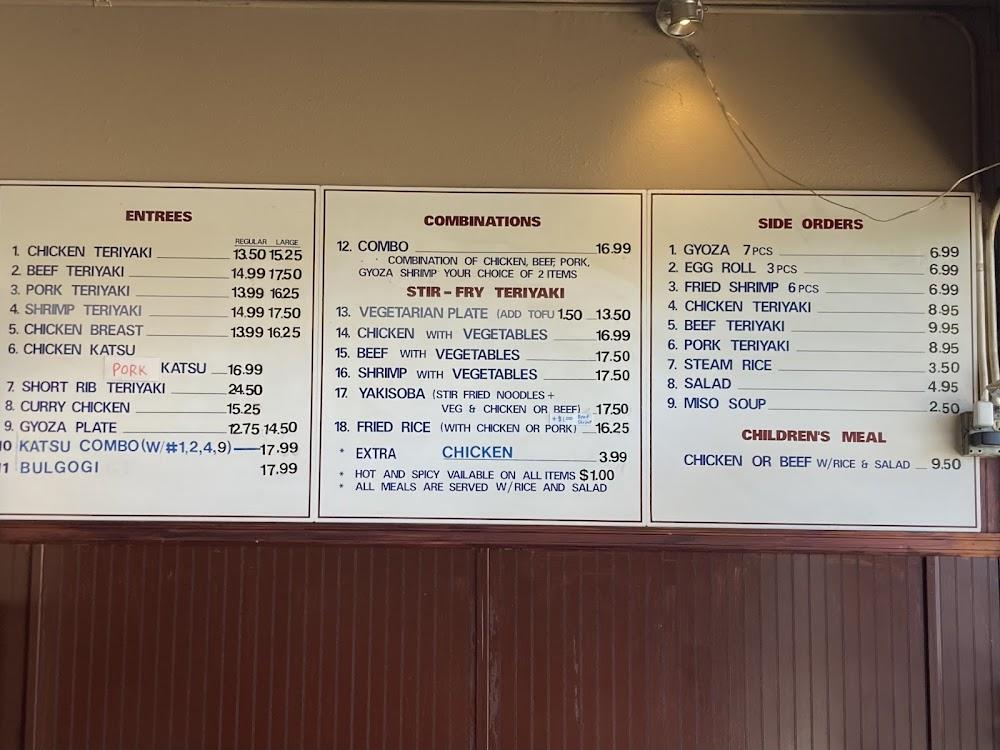 ENTREES
REGULAR LARGE
1. CHICKEN TERIYAKI 13.50 15.25
2. BEEF TERIYAKI 14.99 17.50
3. PORK TERIYAKI 13.99 16.25
4. SHRIMP TERIYAKI 14.99 17.50
5. CHICKEN BREAST 13.99 16.25
6. CHICKEN KATSU
PORK KATSU 16.99
7. SHORT RIB TERIYAKI 24.50
8. CURRY CHICKEN 15.25
9. GYOZA PLATE 12.75 14.50
10 KATSU COMBO (W/#1,2,4,9) 17.99
11 BULGOGI 17.99
COMBINATIONS
12. COMBO 16.99
COMBINATION OF CHICKEN, BEEF, PORK,
GYOZA SHRIMP YOUR CHOICE OF 2 ITEMS
STIR-FRY TERIYAKI
13. VEGETARIAN PLATE (ADD TOFU 1.50 13.50
14. CHICKEN WITH VEGETABLES 16.99
15. BEEF WITH VEGETABLES 17.50
16. SHRIMP WITH VEGETABLES 17.50
17. YAKISOBA (STIR FRIED NOODLES +
VEG & CHICKEN OR BEEF) 17.50
+$1.00 Beef
Shrimp
18. FRIED RICE (WITH CHICKEN OR PORK) 16.25
* EXTRA CHICKEN 3.99
* HOT AND SPICY VAILABLE ON ALL ITEMS $1.00
* ALL MEALS ARE SERVED W/RICE AND SALAD
SIDE ORDERS
1. GYOZA 7 PCS 6.99
2. EGG ROLL 3 PCS 6.99
3. FRIED SHRIMP 6 PCS 6.99
4. CHICKEN TERIYAKI 8.95
5. BEEF TERIYAKI 9.95
6. PORK TERIYAKI 8.95
7. STEAM RICE 3.50
8. SALAD 4.95
9. MISO SOUP 2.50
CHILDREN'S MEAL
CHICKEN OR BEEF W/RICE & SALAD 9.50